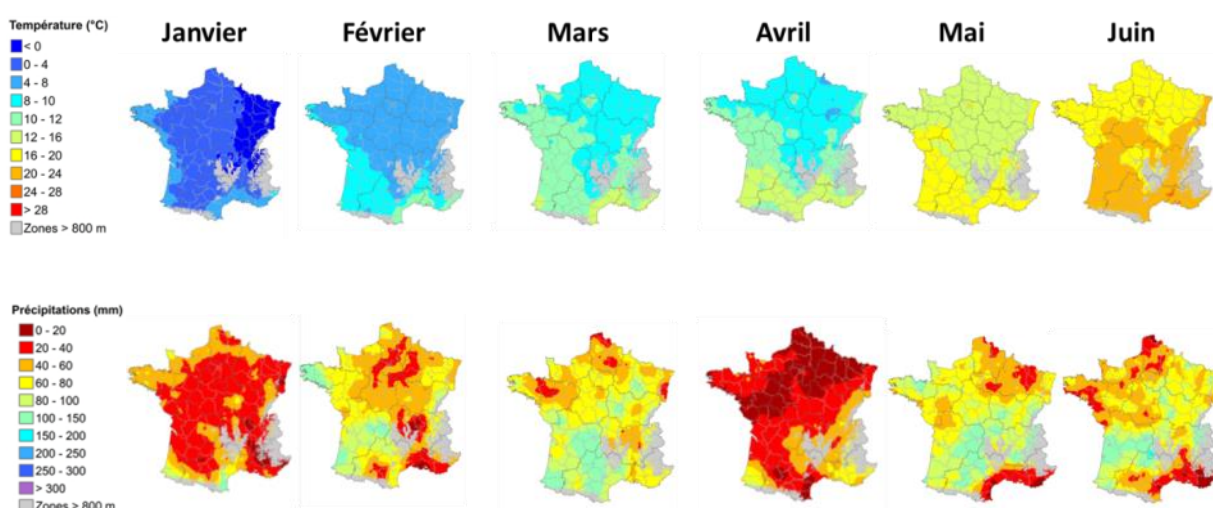 Température (°C)
Janvier
Février
Mars
Avril
Mai
Juin
< 0
0 - 4
4 - 8
8 - 10
10 - 12
12 - 16
16 - 20
20 - 24
24 - 28
> 28
Zones > 800 m
Précipitations (mm)
0 - 20
20 - 40
40 - 60
60 - 80
80 - 100
100 - 150
150 - 200
200 - 250
250 - 300
> 300
Zones > 800 m